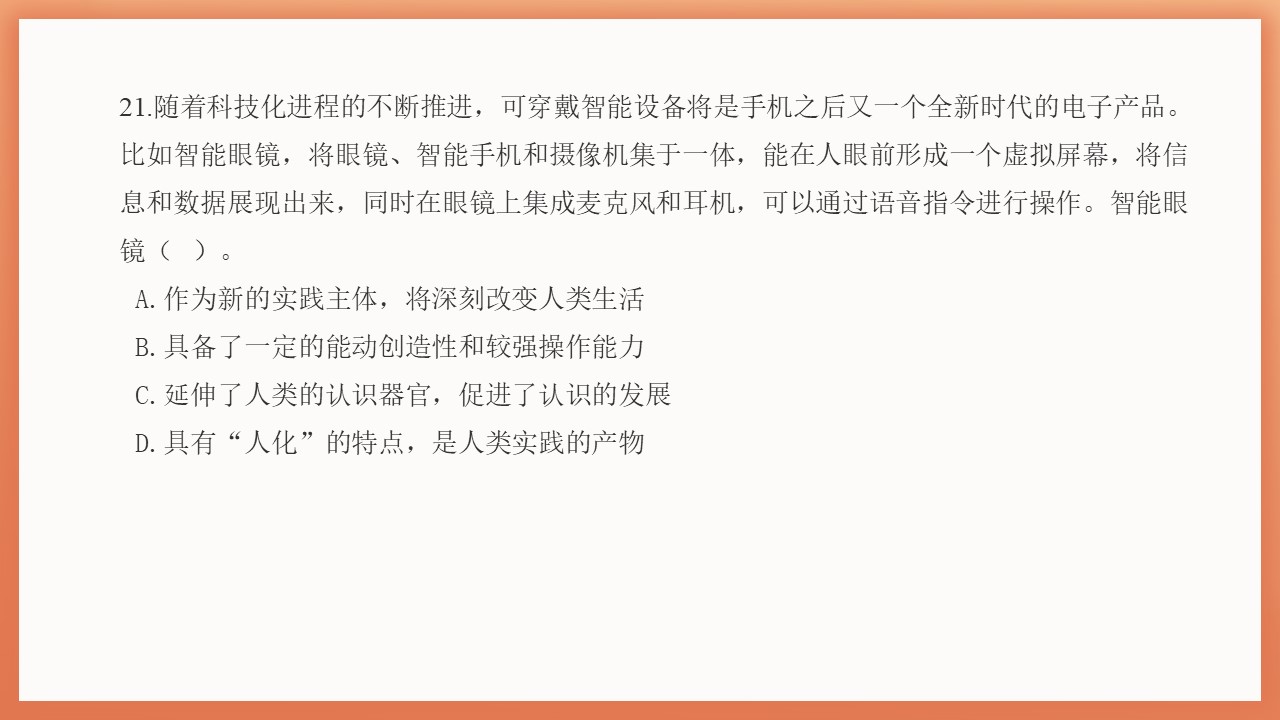 21.随着科技化进程的不断推进，可穿戴智能设备将是手机之后又一个全新时代的电子产品。
比如智能眼镜，将眼镜、智能手机和摄像机集于一体，能在人眼前形成一个虚拟屏幕，将信
息和数据展现出来，同时在眼镜上集成麦克风和耳机，可以通过语音指令进行操作。智能眼
镜（ ）。
A.作为新的实践主体，将深刻改变人类生活
B.具备了一定的能动创造性和较强操作能力
C.延伸了人类的认识器官，促进了认识的发展
D.具有“人化”的特点，是人类实践的产物